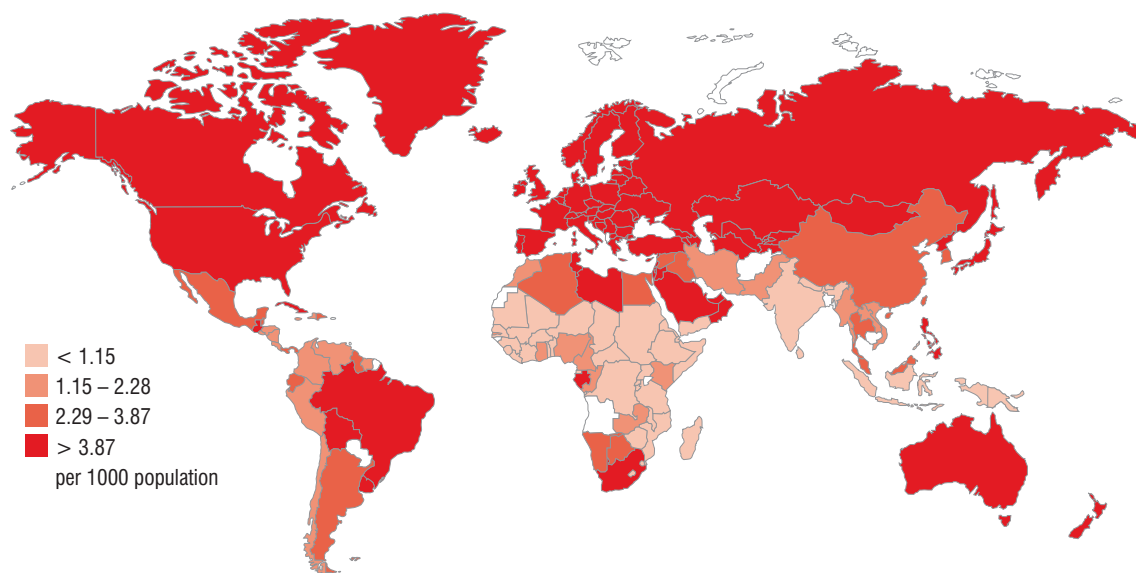 < 1.15
1.15 – 2.28
2.29 – 3.87
> 3.87
per 1000 population